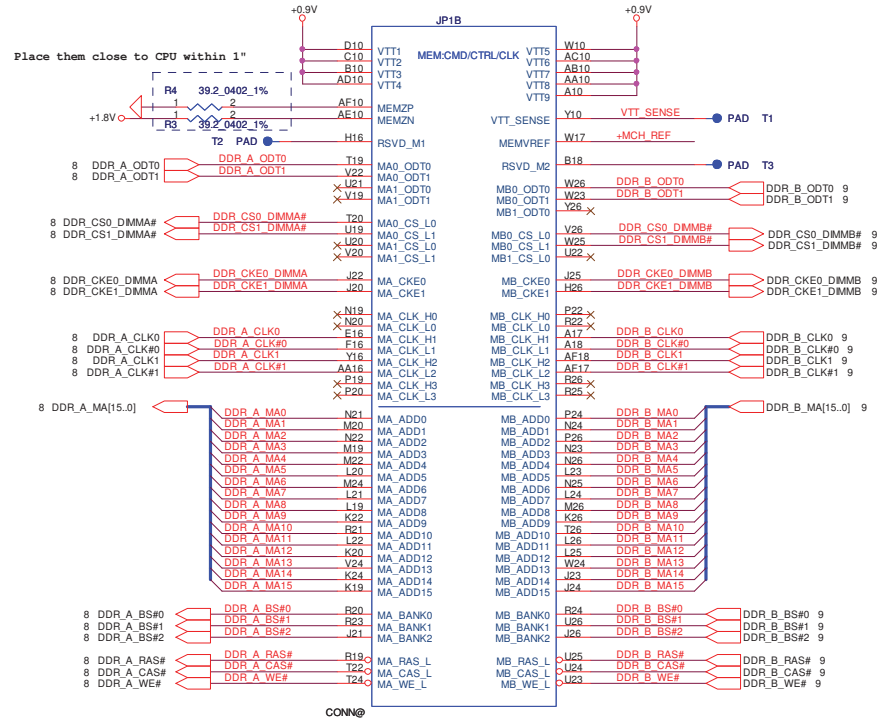 +0.9V JP1B +0.9V
D10 VTT1 MEM:CMD/CTRL/CLK VTT5 W10
C10 VTT2 VTT6 AC10
B10 VTT3 VTT7 AB10
AD10 VTT4 VTT8 AA10
VTT9 A10
Place them close to CPU within 1"
R4 39.2_0402_1%
1 2 AF10 MEMZP
+1.8V 1 2 AE10 MEMZN
R3 39.2_0402_1%
VTT_SENSE Y10 VTT_SENSE PAD T1
T2 PAD H16 RSVD_M1 MEMVREF W17 +MCH_REF
RSVD_M2 B18 PAD T3
8 DDR_A_ODT0 DDR_A_ODT0 T19 MA0_ODT0
8 DDR_A_ODT1 DDR_A_ODT1 V22 MA0_ODT1
U21 MA1_ODT0 MB0_ODT0 W26 DDR_B_ODT0 DDR_B_ODT0 9
V19 MA1_ODT1 MB0_ODT1 W23 DDR_B_ODT1 DDR_B_ODT1 9
MB1_ODT0 Y26
8 DDR_CS0_DIMMA# DDR_CS0_DIMMA# T20 MA0_CS_L0
8 DDR_CS1_DIMMA# DDR_CS1_DIMMA# U19 MA0_CS_L1 MB0_CS_L0 V26 DDR_CS0_DIMMB# DDR_CS0_DIMMB# 9
U20 MA1_CS_L0 MB0_CS_L1 W25 DDR_CS1_DIMMB# DDR_CS1_DIMMB# 9
V20 MA1_CS_L1 MB1_CS_L0 U22
8 DDR_CKE0_DIMMA DDR_CKE0_DIMMA J22 MA_CKE0 MB_CKE0 J25 DDR_CKE0_DIMMB DDR_CKE0_DIMMB 9
8 DDR_CKE1_DIMMA DDR_CKE1_DIMMA J20 MA_CKE1 MB_CKE1 H26 DDR_CKE1_DIMMB DDR_CKE1_DIMMB 9
N19 MA_CLK_H0 MB_CLK_H0 P22
N20 MA_CLK_L0 MB_CLK_L0 R22
8 DDR_A_CLK0 DDR_A_CLK0 E16 MA_CLK_H1 MB_CLK_H1 A17 DDR_B_CLK0 DDR_B_CLK0 9
8 DDR_A_CLK#0 DDR_A_CLK#0 F16 MA_CLK_L1 MB_CLK_L1 A18 DDR_B_CLK#0 DDR_B_CLK#0 9
8 DDR_A_CLK1 DDR_A_CLK1 Y16 MA_CLK_H2 MB_CLK_H2 AF18 DDR_B_CLK1 DDR_B_CLK1 9
8 DDR_A_CLK#1 DDR_A_CLK#1 AA16 MA_CLK_L2 MB_CLK_L2 AF17 DDR_B_CLK#1 DDR_B_CLK#1 9
P19 MA_CLK_H3 MB_CLK_H3 R26
P20 MA_CLK_L3 MB_CLK_L3 R25
8 DDR_A_MA[15..0] DDR_B_MA[15..0] 9
DDR_A_MA0 N21 MA_ADD0 MB_ADD0 P24 DDR_B_MA0
DDR_A_MA1 M20 MA_ADD1 MB_ADD1 N24 DDR_B_MA1
DDR_A_MA2 N22 MA_ADD2 MB_ADD2 P26 DDR_B_MA2
DDR_A_MA3 M19 MA_ADD3 MB_ADD3 N23 DDR_B_MA3
DDR_A_MA4 M22 MA_ADD4 MB_ADD4 N26 DDR_B_MA4
DDR_A_MA5 L20 MA_ADD5 MB_ADD5 L23 DDR_B_MA5
DDR_A_MA6 M24 MA_ADD6 MB_ADD6 N25 DDR_B_MA6
DDR_A_MA7 L21 MA_ADD7 MB_ADD7 L24 DDR_B_MA7
DDR_A_MA8 L19 MA_ADD8 MB_ADD8 M26 DDR_B_MA8
DDR_A_MA9 K22 MA_ADD9 MB_ADD9 K26 DDR_B_MA9
DDR_A_MA10 R21 MA_ADD10 MB_ADD10 T26 DDR_B_MA10
DDR_A_MA11 L22 MA_ADD11 MB_ADD11 L26 DDR_B_MA11
DDR_A_MA12 K20 MA_ADD12 MB_ADD12 L25 DDR_B_MA12
DDR_A_MA13 V24 MA_ADD13 MB_ADD13 W24 DDR_B_MA13
DDR_A_MA14 K24 MA_ADD14 MB_ADD14 J23 DDR_B_MA14
DDR_A_MA15 K19 MA_ADD15 MB_ADD15 J24 DDR_B_MA15
8 DDR_A_BS#0 DDR_A_BS#0 R20 MA_BANK0 MB_BANK0 R24 DDR_B_BS#0 DDR_B_BS#0 9
8 DDR_A_BS#1 DDR_A_BS#1 R23 MA_BANK1 MB_BANK1 U26 DDR_B_BS#1 DDR_B_BS#1 9
8 DDR_A_BS#2 DDR_A_BS#2 J21 MA_BANK2 MB_BANK2 J26 DDR_B_BS#2 DDR_B_BS#2 9
8 DDR_A_RAS# DDR_A_RAS# R19 MA_RAS_L MB_RAS_L U25 DDR_B_RAS# DDR_B_RAS# 9
8 DDR_A_CAS# DDR_A_CAS# T22 MA_CAS_L MB_CAS_L U24 DDR_B_CAS# DDR_B_CAS# 9
8 DDR_A_WE# DDR_A_WE# T24 MA_WE_L MB_WE_L U23 DDR_B_WE# DDR_B_WE# 9
CONN@